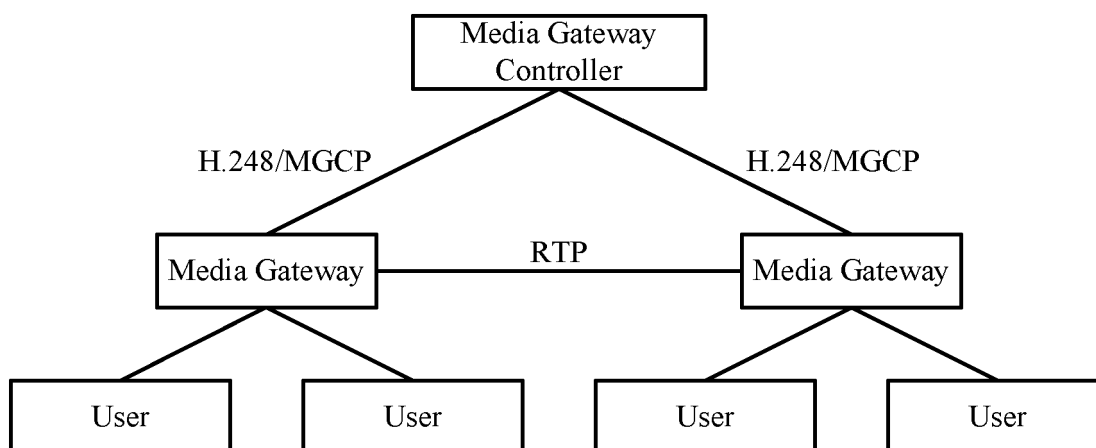 Media Gateway
Controller
H.248/MGCP
H.248/MGCP
Media Gateway
RTP
Media Gateway
User
User
User
User